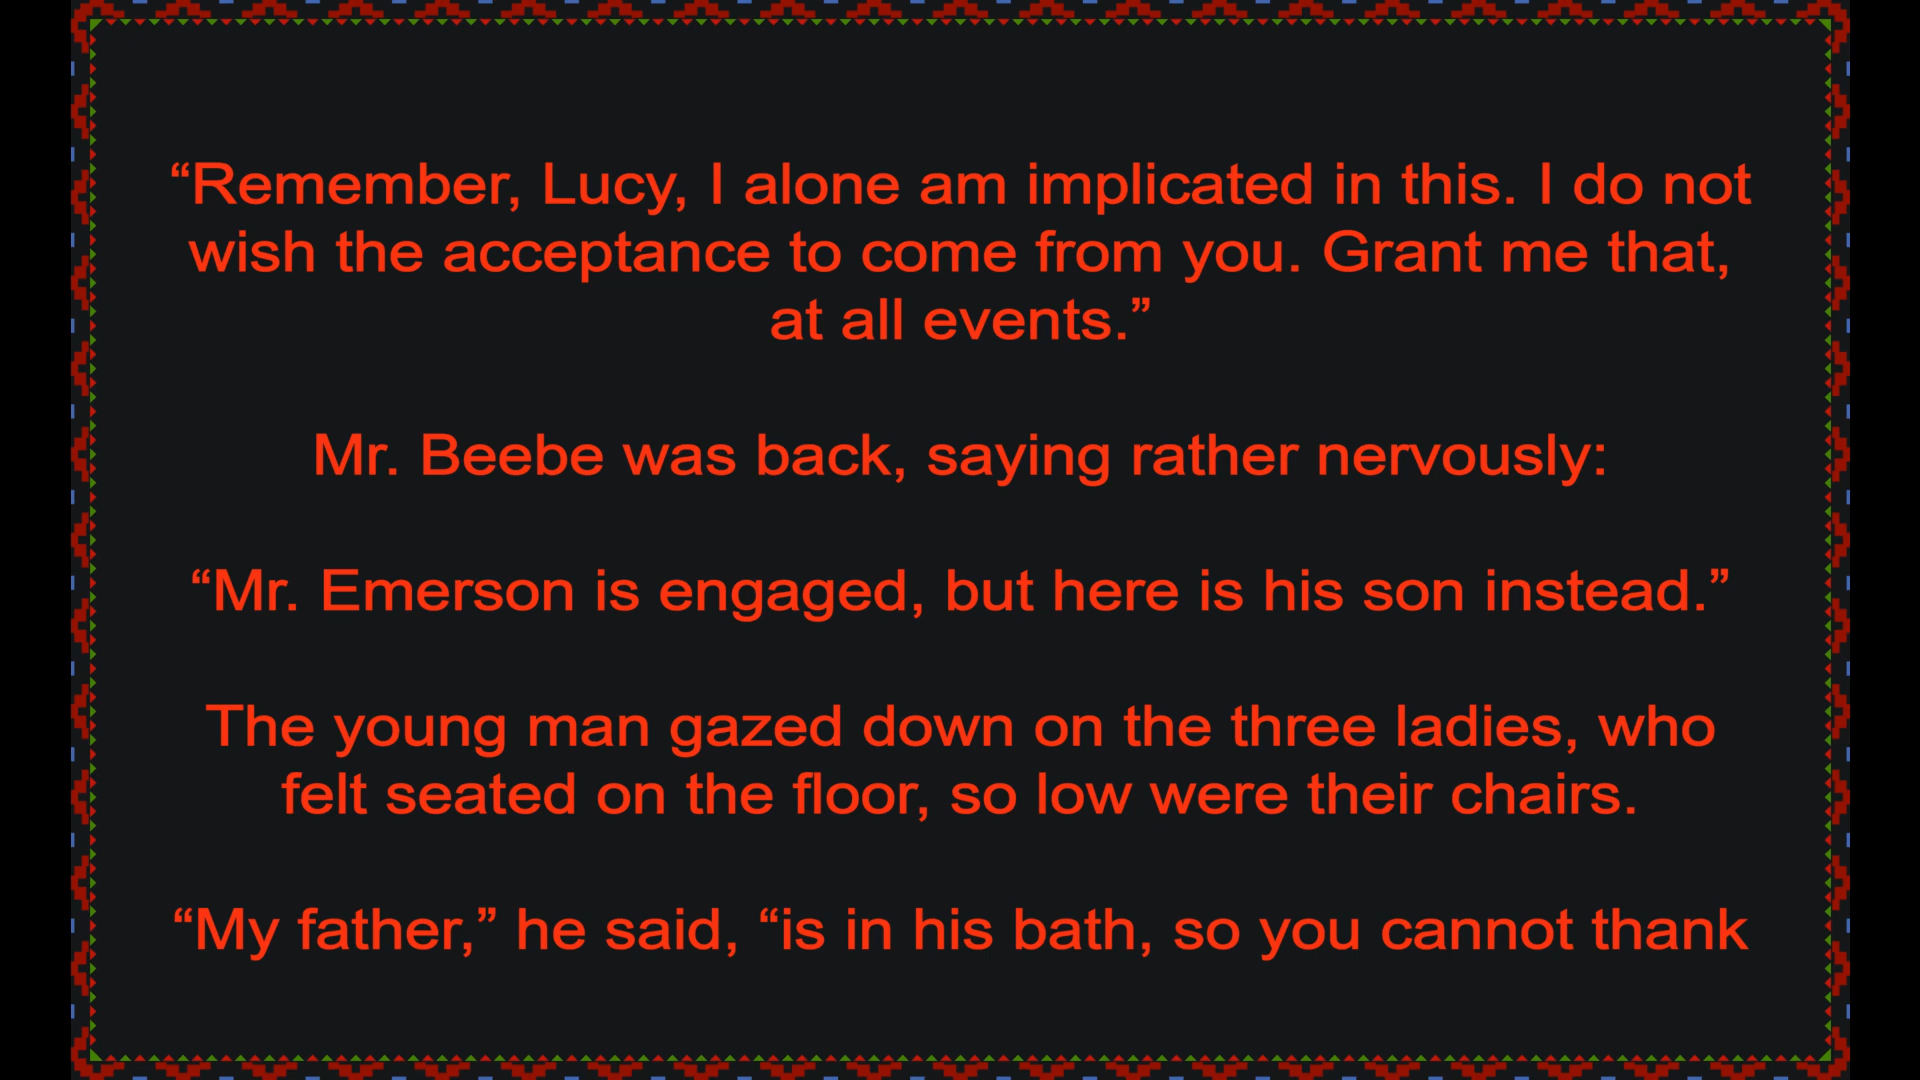 “Remember, Lucy, I alone am implicated in this. I do not
wish the acceptance to come from you. Grant me that,
at all events.”
Mr. Beebe was back, saying rather nervously:
“Mr. Emerson is engaged, but here is his son instead.”
The young man gazed down on the three ladies, who
felt seated on the floor, so low were their chairs.
“My father,” he said, “is in his bath, so you cannot thank